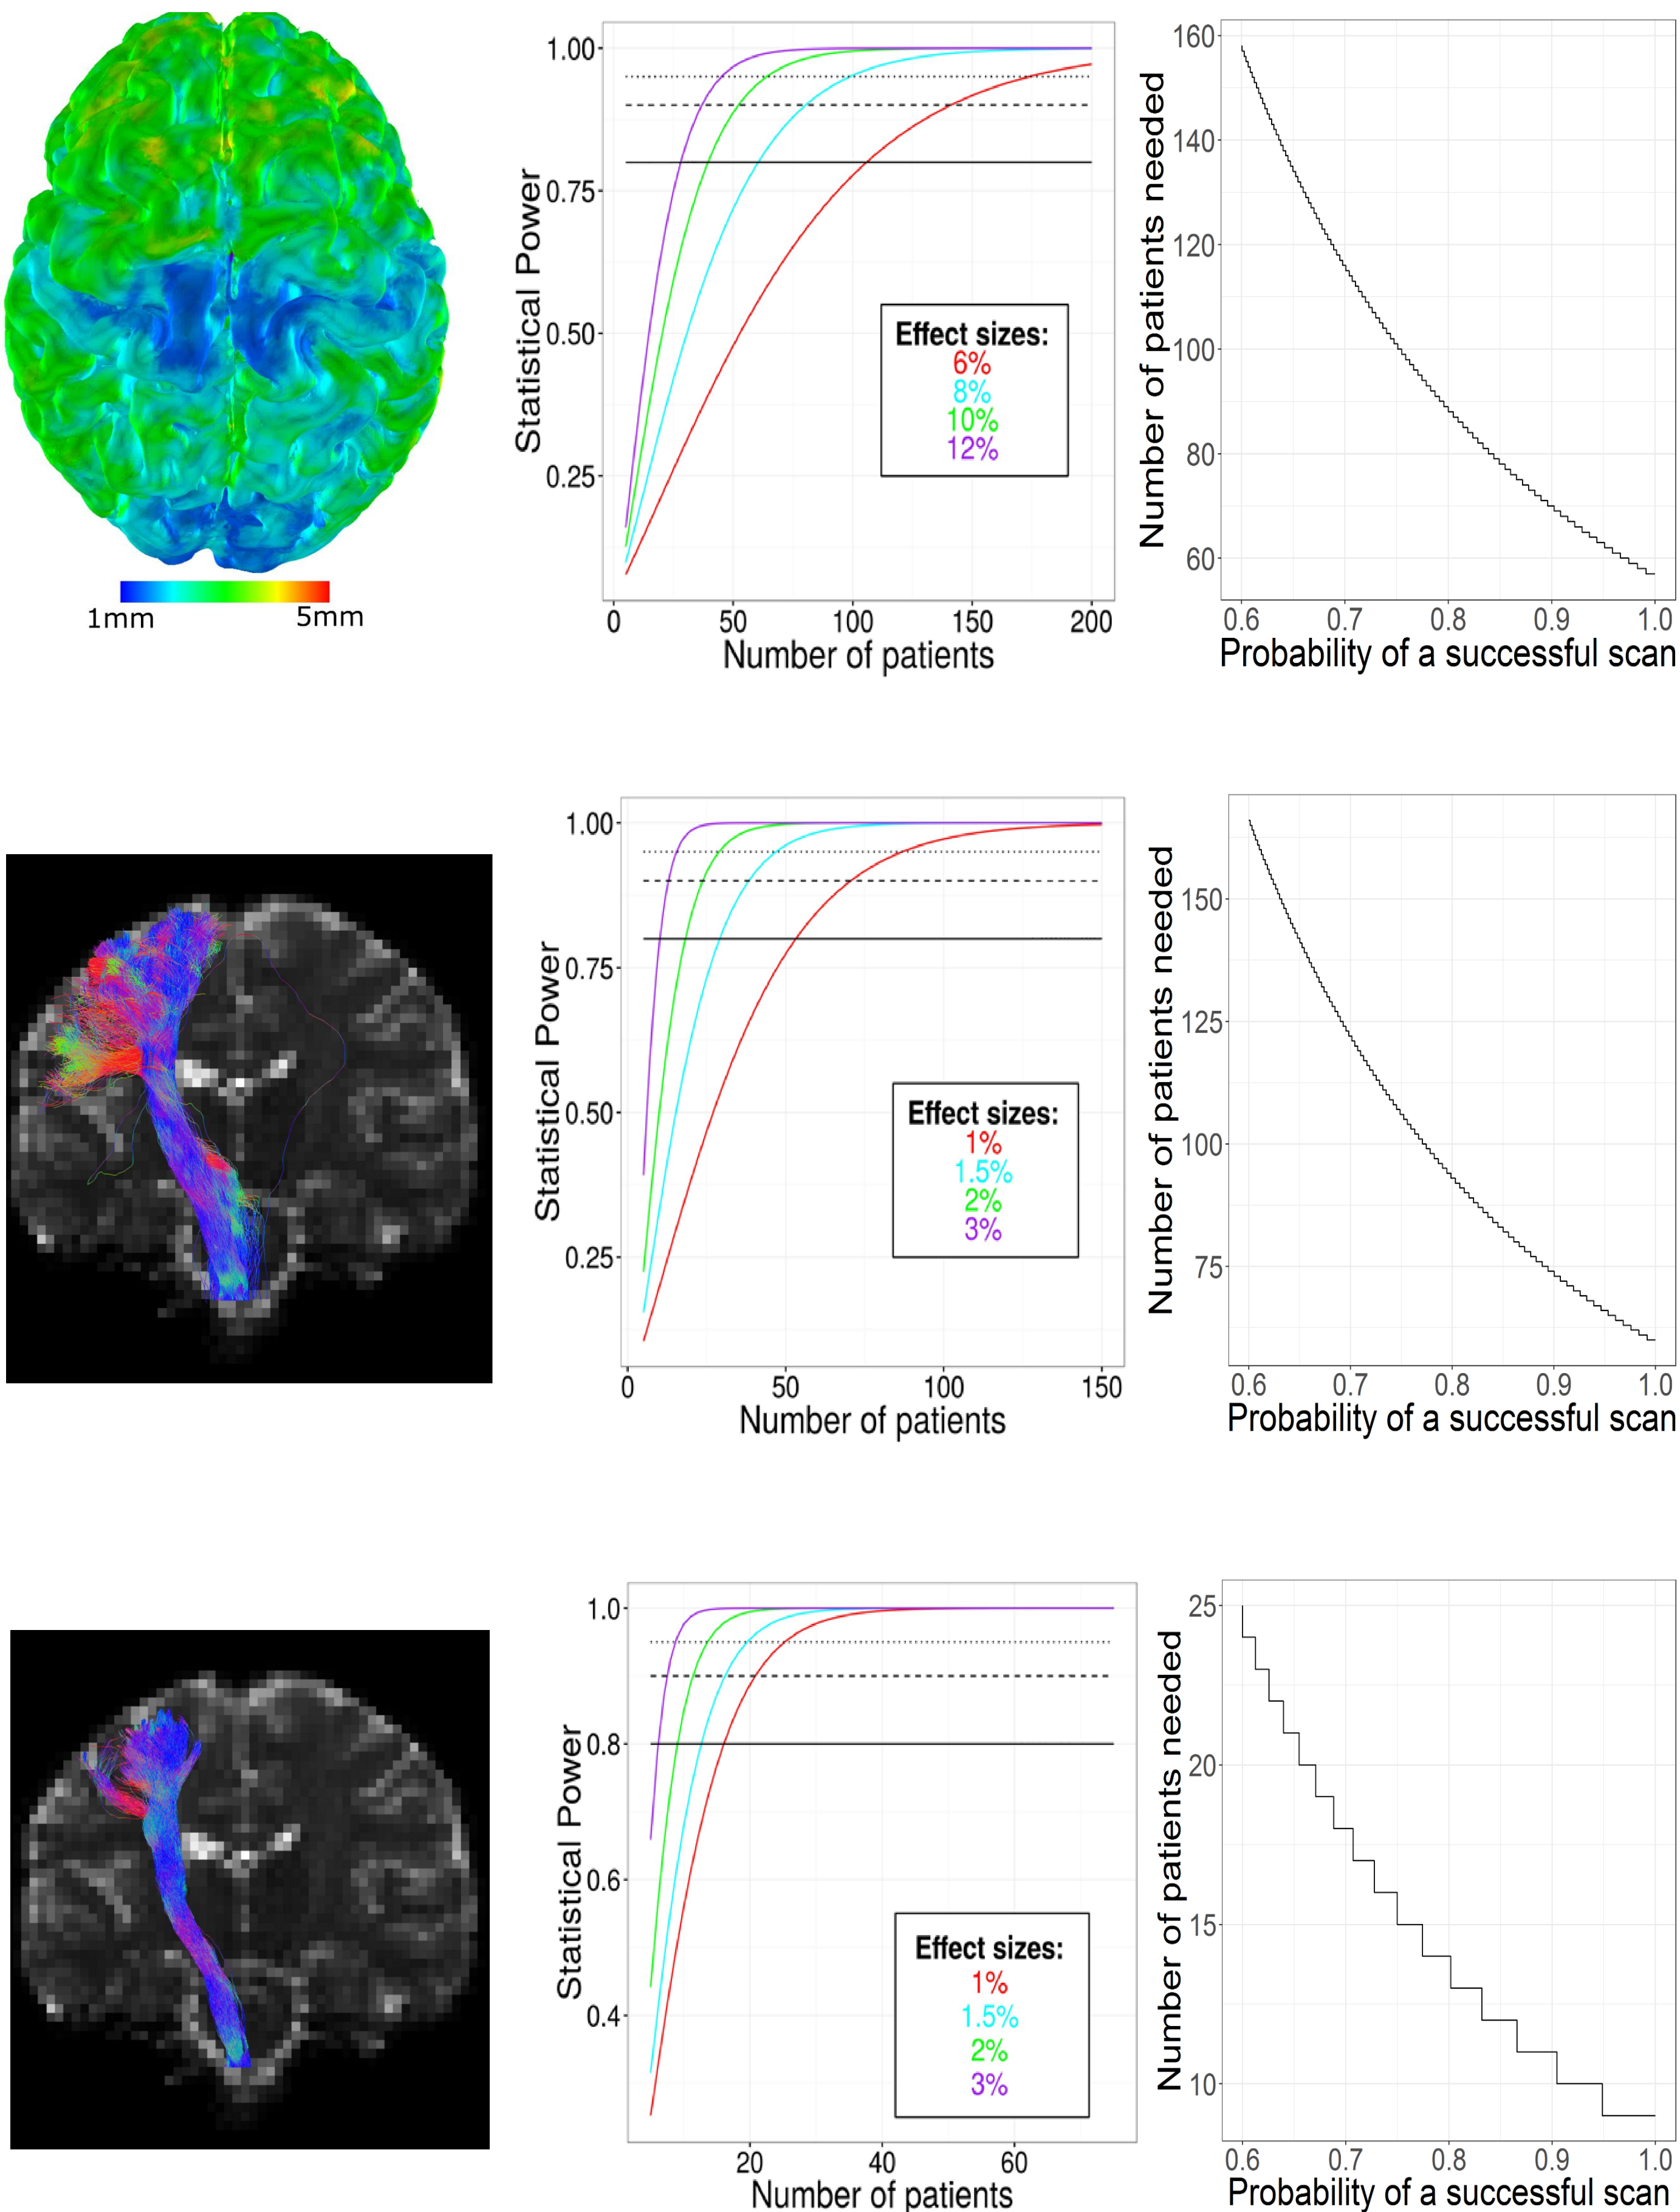 1mm 5mm
Statistical Power
1.00
0.75
0.50
0.25
Effect sizes:
6%
8%
10%
12%
0 50 100 150 200
Number of patients
Number of patients needed
160
140
120
100
80
60
0.6 0.7 0.8 0.9 1.0
Probability of a successful scan
Statistical Power
1.00
0.75
0.50
0.25
Effect sizes:
1%
1.5%
2%
3%
0 50 100 150
Number of patients
Number of patients needed
150
125
100
75
0.6 0.7 0.8 0.9 1.0
Probability of a successful scan
Statistical Power
1.0
0.8
0.6
0.4
Effect sizes:
1%
1.5%
2%
3%
20 40 60
Number of patients
Number of patients needed
25
20
15
10
0.6 0.7 0.8 0.9 1.0
Probability of a successful scan